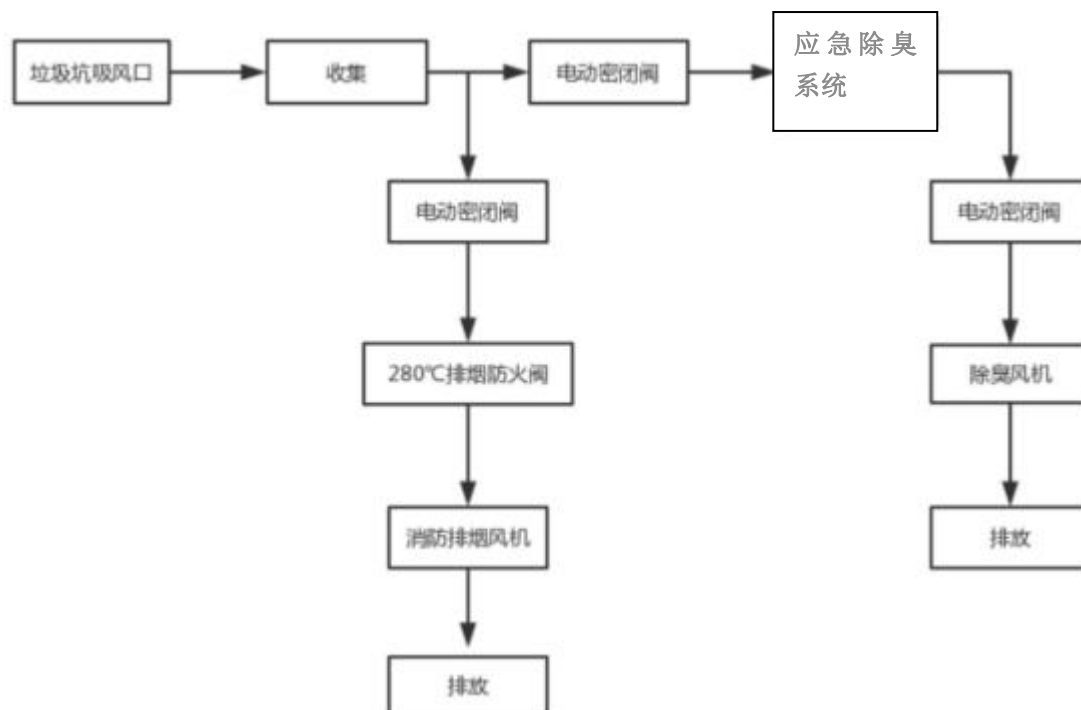 垃圾坑吸风口
收集
电动密闭阀
应急除臭
系统
电动密闭阀
电动密闭阀
280℃排烟防火阀
除臭风机
消防排烟风机
排放
排放